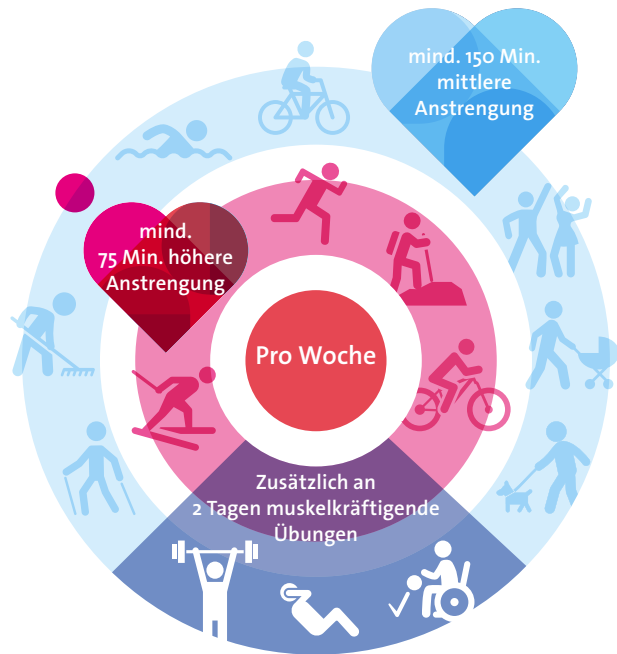 mind. 150 Min.
mittlere
Anstrengung
mind.
75 Min. höhere
Anstrengung
Pro Woche
Zusätzlich an
2 Tagen muskelkräftigende
Übungen